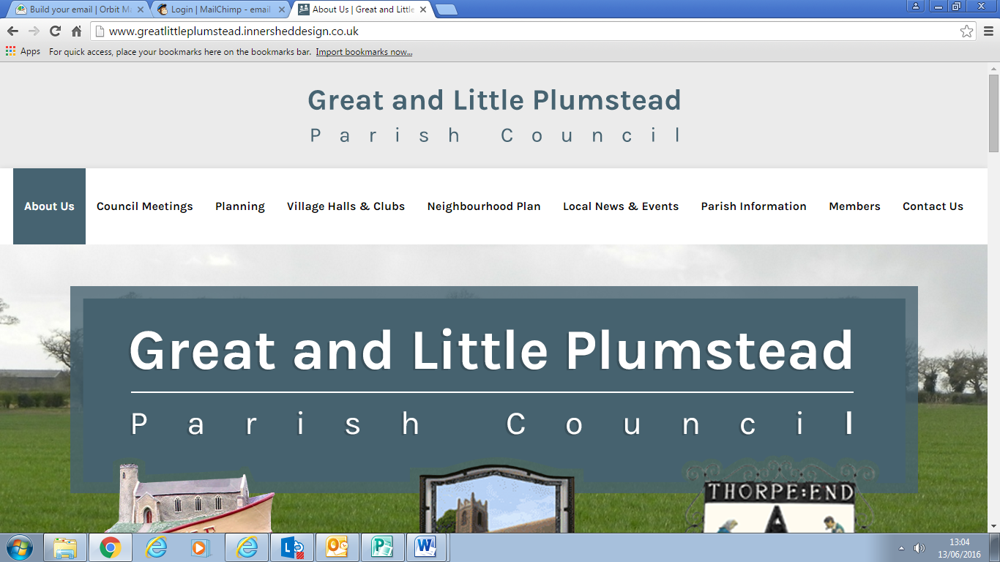 Build your email | Orbit Ma
Login | MailChimp - email
About Us | Great and Little
www.greatlittleplumstead.innersheddesign.co.uk
Apps For quick access, place your bookmarks here on the bookmarks bar. Import bookmarks now...
Great and Little Plumstead
Parish Council
About Us Council Meetings Planning Village Halls & Clubs Neighbourhood Plan Local News & Events Parish Information Members Contact Us
Great and Little Plumstead
Parish Council
THORPE:END
13:04
13/06/2016